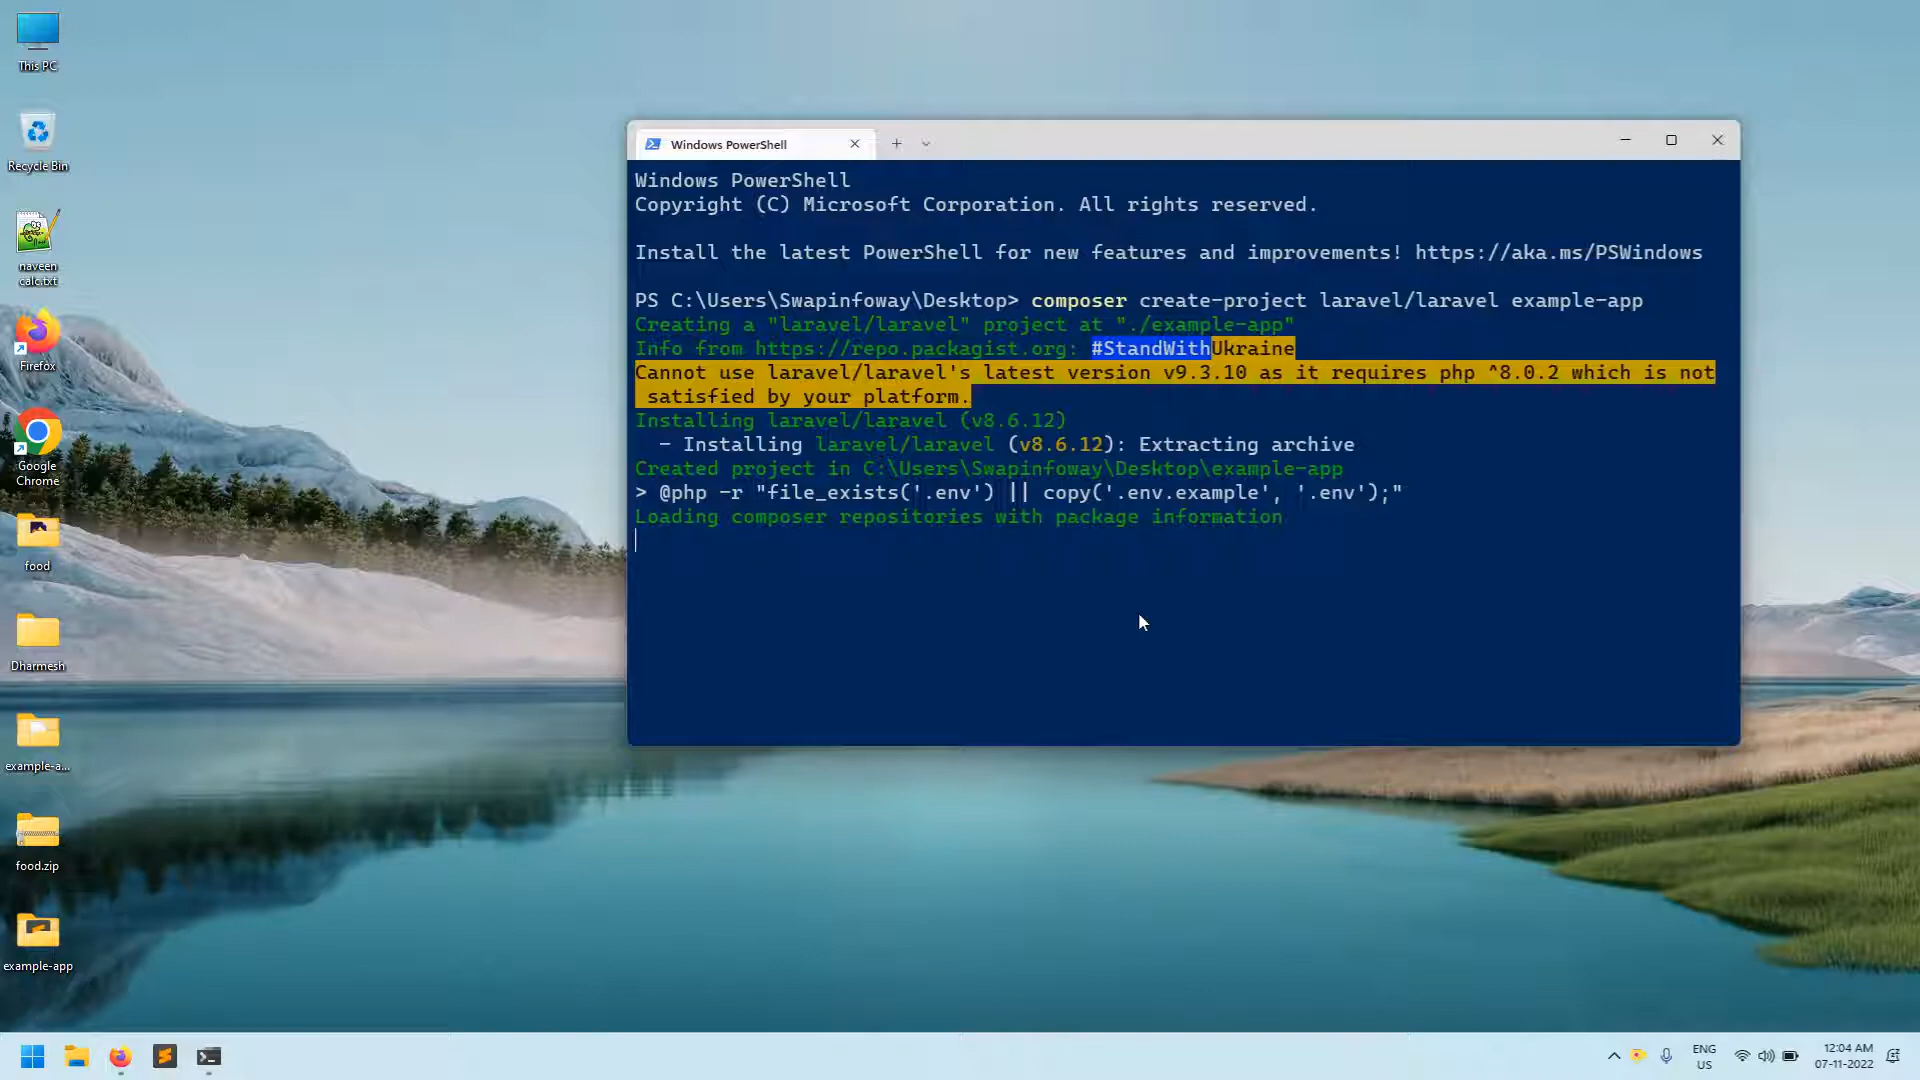 This PC
Recycle Bin
naveen
calc.txt
Firefox
Google
Chrome
food
Dharmesh
example-a...
food.zip
example-app
Windows PowerShell
Windows PowerShell
Copyright (C) Microsoft Corporation. All rights reserved.
Install the latest PowerShell for new features and improvements! https://aka.ms/PSWindows
PS C:\Users\Swapinfoway\Desktop> composer create-project laravel/laravel example-app
Creating a "laravel/laravel" project at "./example-app"
Info from https://repo.packagist.org: #StandWithUkraine
Cannot use laravel/laravel's latest version v9.3.10 as it requires php ^8.0.2 which is not
satisfied by your platform.
Installing laravel/laravel (v8.6.12)
- Installing laravel/laravel (v8.6.12): Extracting archive
Created project in C:\Users\Swapinfoway\Desktop\example-app
> @php -r "file_exists('.env') || copy('.env.example', '.env');"
Loading composer repositories with package information
ENG
US
12:04 AM
07-11-2022